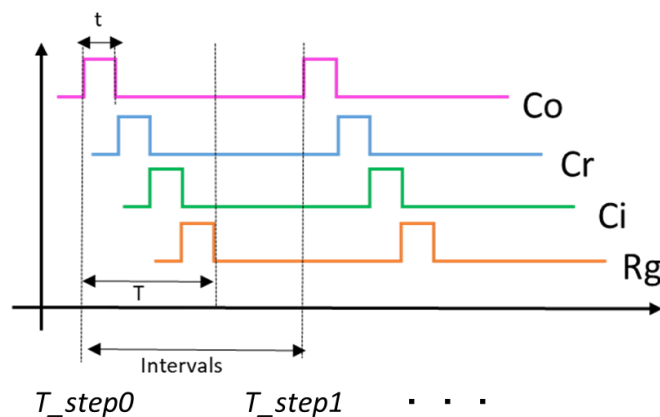 t
Co
Cr
Ci
Rg
T
Intervals
T_step0 T_step1 . . .